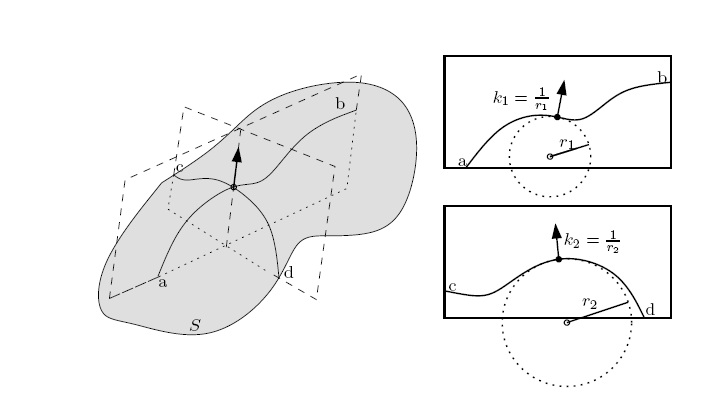 b
c
a
d
S
b
k₁ = 1/r₁
r₁
a
k₂ = 1/r₂
c
r₂
d